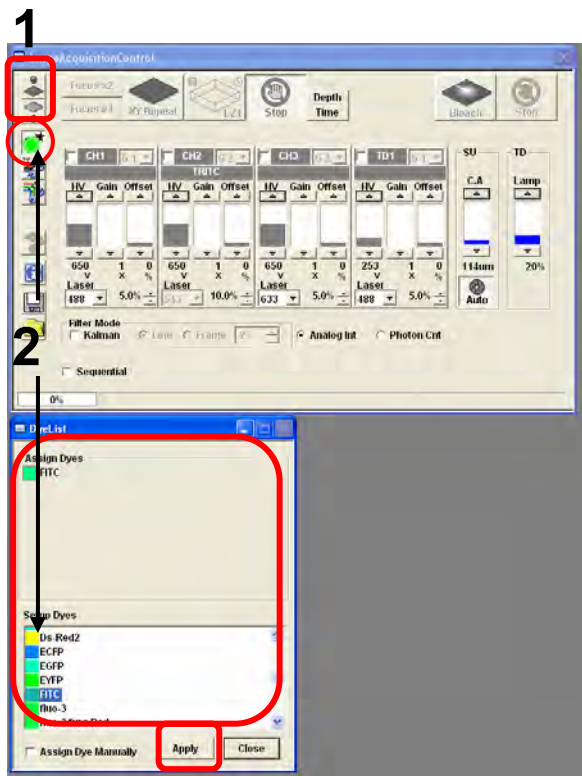 1
AcquisitionControl
Focus x2
Focus x4
XY Repeat
Stop
Depth
Time
Bleach
Stop
CH1
CH2
CH3
TD1
SU
TD
TRITC
HV Gain Offset HV Gain Offset HV Gain Offset HV Gain Offset
C.A
Lamp
650 1 0 650 1 0 650 1 0 253 1 0
114um
20%
V X % V X % V X % V X %
Laser Laser Laser Laser
488 5.0% 10.0% 633 5.0% 488 5.0%
Auto
Filter Mode
Kalman Line Frame Analog Int Photon Cnt
2
Sequential
0%
DyeList
Assign Dyes
FITC
Setup Dyes
Ds-Red2
ECFP
EGFP
EYFP
FITC
fluo-3
Assign Dye Manually Apply Close